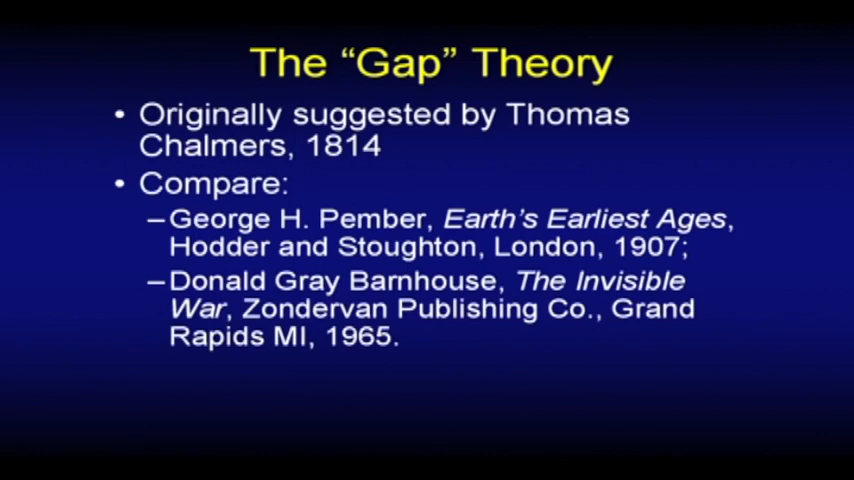 The “Gap” Theory
• Originally suggested by Thomas
Chalmers, 1814
• Compare:
–George H. Pember, Earth’s Earliest Ages,
Hodder and Stoughton, London, 1907;
–Donald Gray Barnhouse, The Invisible
War, Zondervan Publishing Co., Grand
Rapids MI, 1965.